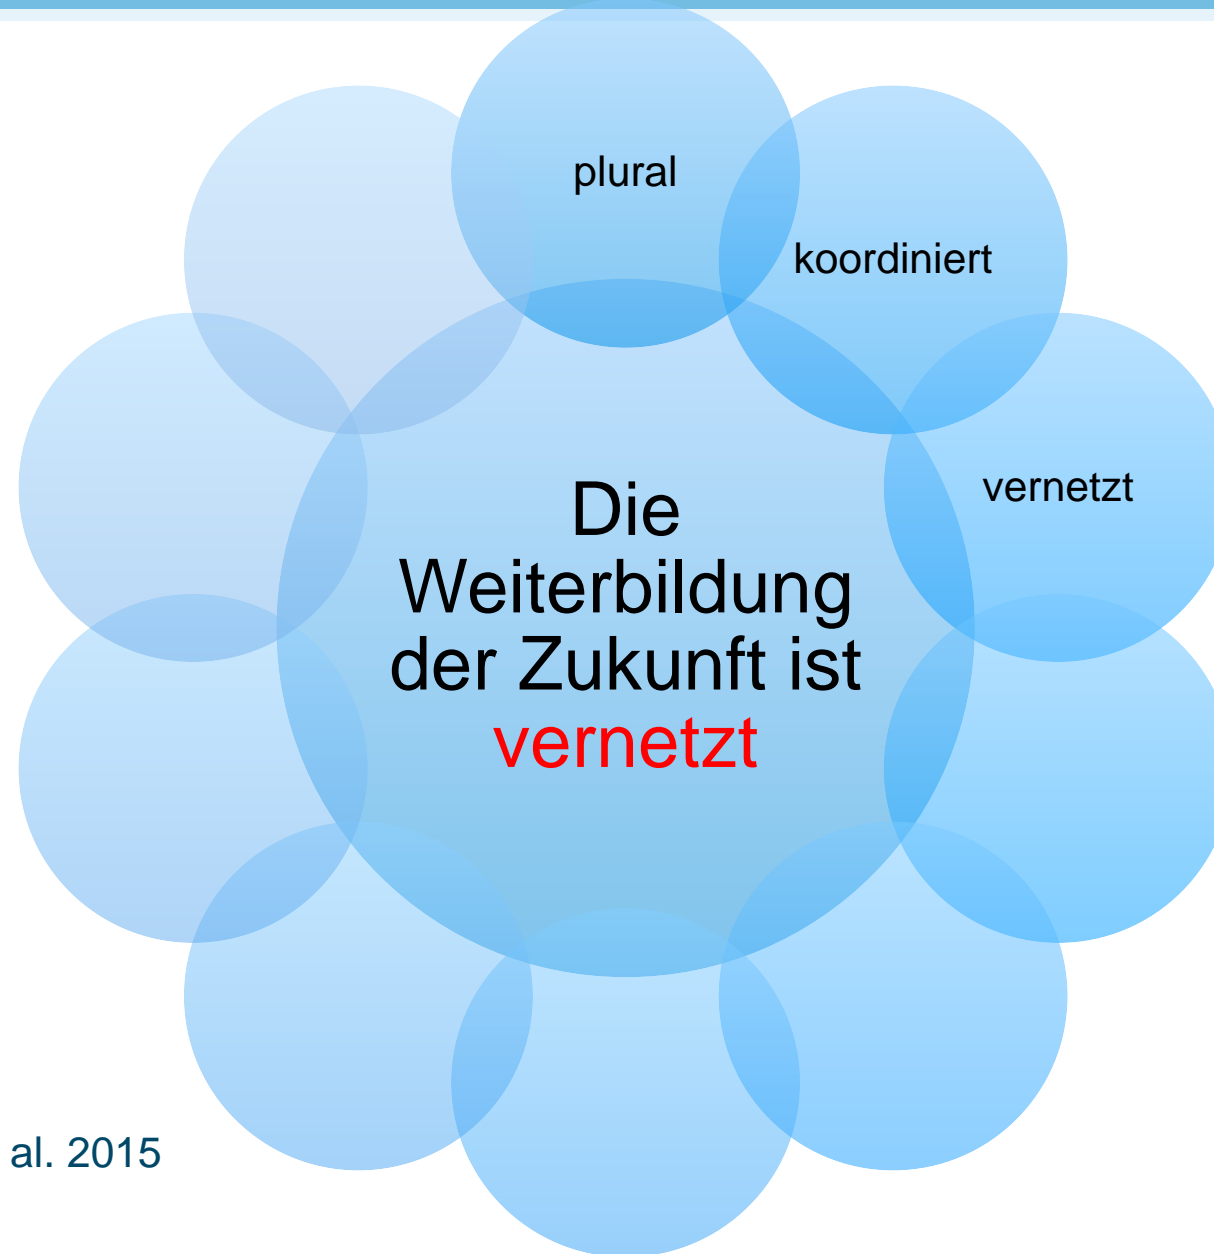 plural
koordiniert
vernetzt
Die
Weiterbildung
der Zukunft ist
vernetzt
al. 2015